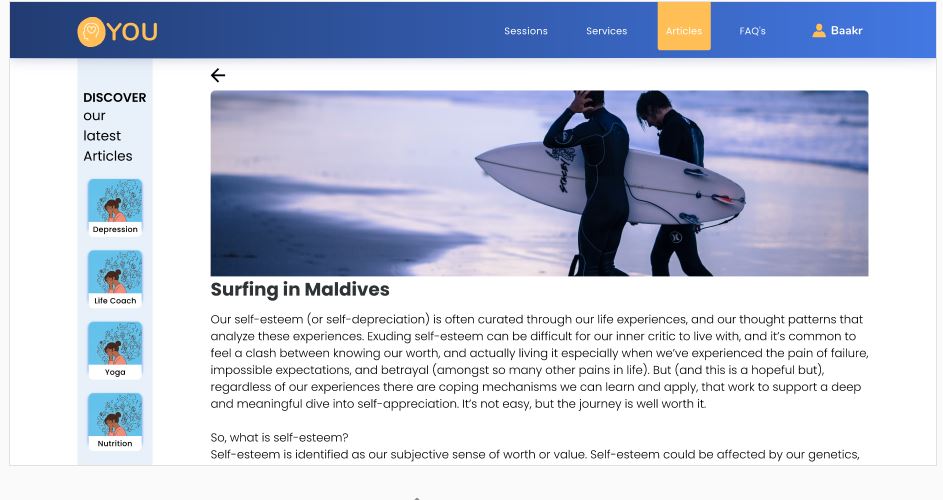 YOU
Sessions
Services
Articles
FAQ's
Baakr
DISCOVER
our
latest
Articles
Depression
Life Coach
Yoga
Nutrition
Surfing in Maldives
Our self-esteem (or self-depreciation) is often curated through our life experiences, and our thought patterns that
analyze these experiences. Exuding self-esteem can be difficult for our inner critic to live with, and it's common to
feel a clash between knowing our worth, and actually living it especially when we've experienced the pain of failure,
impossible expectations, and betrayal (amongst so many other pains in life). But (and this is a hopeful but),
regardless of our experiences there are coping mechanisms we can learn and apply, that work to support a deep
and meaningful dive into self-appreciation. It's not easy, but the journey is well worth it.
So, what is self-esteem?
Self-esteem is identified as our subjective sense of worth or value. Self-esteem could be affected by our genetics,